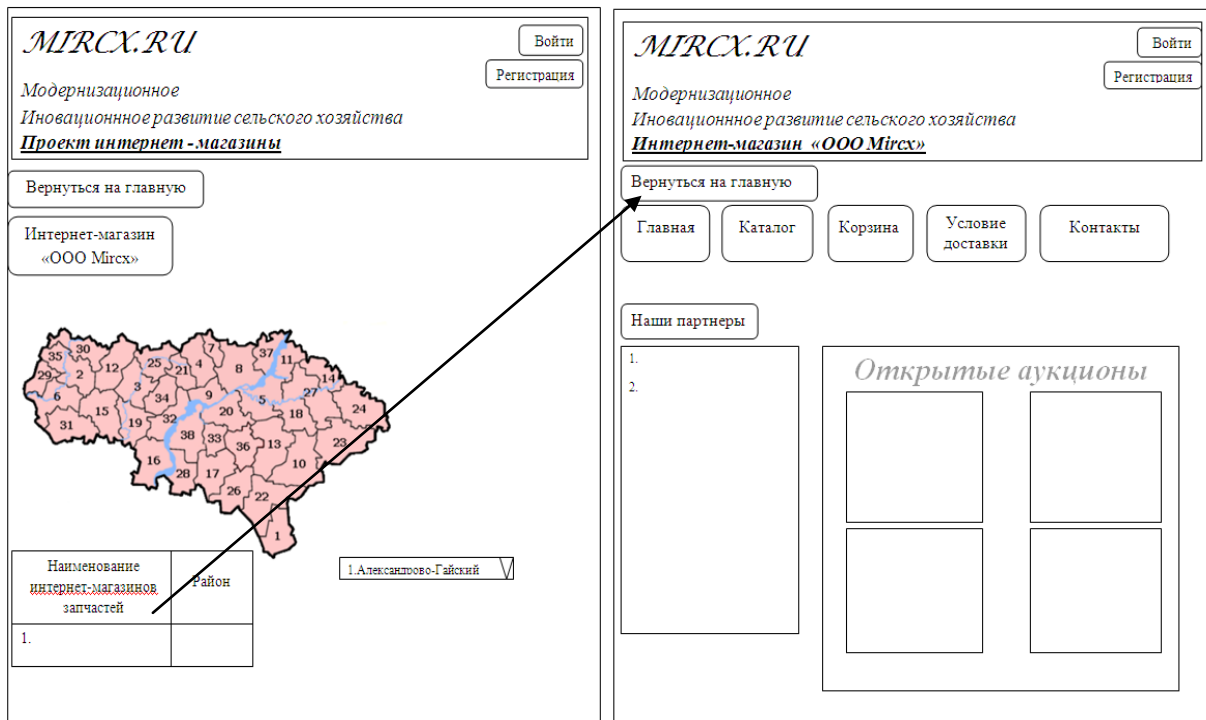 MIRCX.RU
Войти
Регистрация
Модернизационное
Иновационнное развитие сельского хозяйства
Проект интернет - магазины
Вернуться на главную
Интернет-магазин
«ООО Mircx»
35
30
2
12
25
21
4
7
8
37
11
29
6
3
34
9
5
27
14
31
15
19
32
20
18
24
38
33
36
13
23
16
28
17
10
26
22
1
Наименование
интернет-магазинов
запчастей
Район
1.
1.Александрово-Гайский
MIRCX.RU
Войти
Регистрация
Модернизационное
Иновационнное развитие сельского хозяйства
Интернет-магазин «ООО Mircx»
Вернуться на главную
Главная
Каталог
Корзина
Условие
доставки
Контакты
Наши партнеры
1.
2.
Открытые аукционы